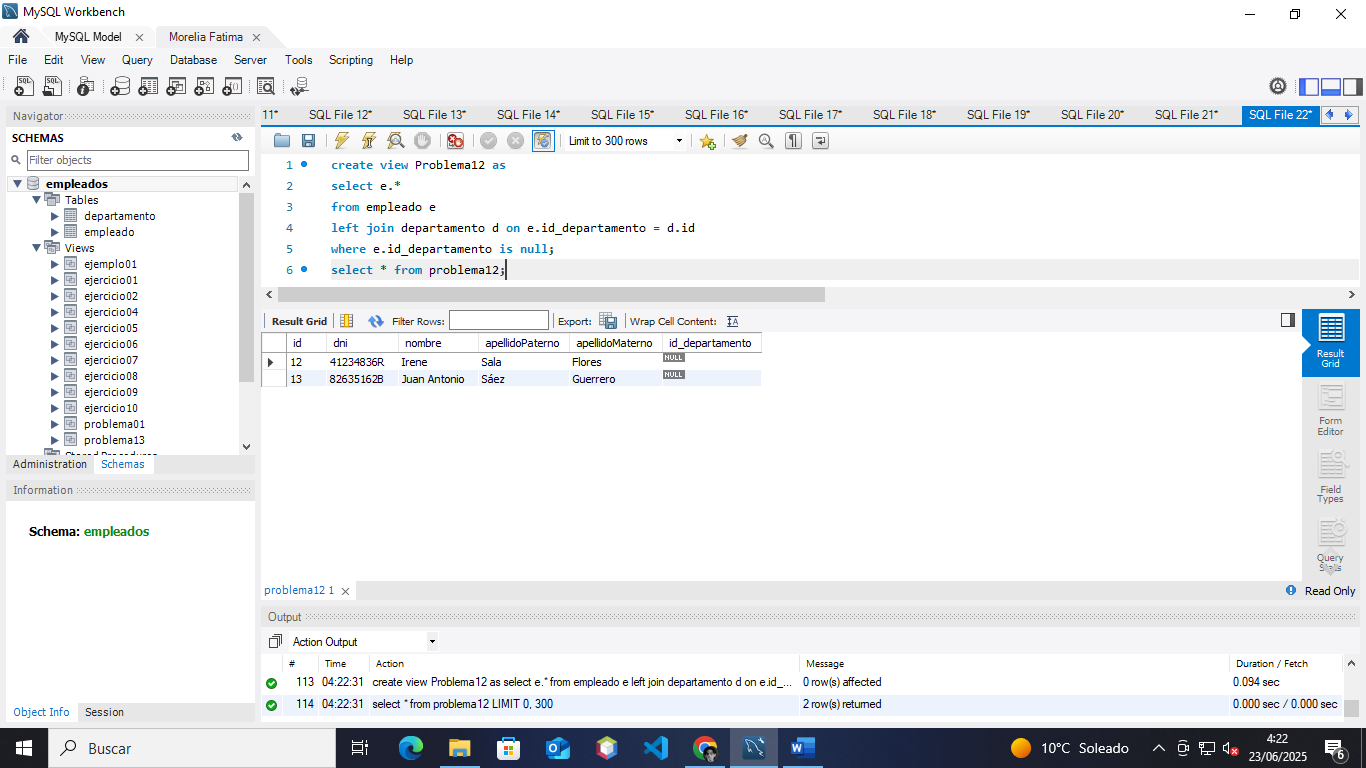 MySQL Workbench
MySQL Model
Morelia Fatima
File Edit View Query Database Server Tools Scripting Help
Navigator
SCHEMAS
Filter objects
empleados
Tables
departamento
empleado
Views
ejemplo01
ejercicio01
ejercicio02
ejercicio04
ejercicio05
ejercicio06
ejercicio07
ejercicio08
ejercicio09
ejercicio10
problema01
problema13
Stored Procedures
Administration Schemas
Information
Schema: empleados
Object Info Session
11* SQL File 12* SQL File 13* SQL File 14* SQL File 15* SQL File 16* SQL File 17* SQL File 18* SQL File 19* SQL File 20* SQL File 21* SQL File 22*
Limit to 300 rows
1 create view Problema12 as
2 select e.*
3 from empleado e
4 left join departamento d on e.id_departamento = d.id
5 where e.id_departamento is null;
6 select * from problema12;
Result Grid Filter Rows: Export: Wrap Cell Content:
id dni nombre apellidoPaterno apellidoMaterno id_departamento
12 41234836R Irene Sala Flores NULL
13 82635162B Juan Antonio Sáez Guerrero NULL
Result
Grid
Form
Editor
Field
Types
Query
Stats
problema12 1
Read Only
Output
Action Output
# Time Action Message Duration / Fetch
113 04:22:31 create view Problema12 as select e.* from empleado e left join departamento d on e.id_... 0 row(s) affected 0.094 sec
114 04:22:31 select * from problema12 LIMIT 0, 300 2 row(s) returned 0.000 sec / 0.000 sec
Buscar
10°C Soleado
4:22
23/06/2025
6